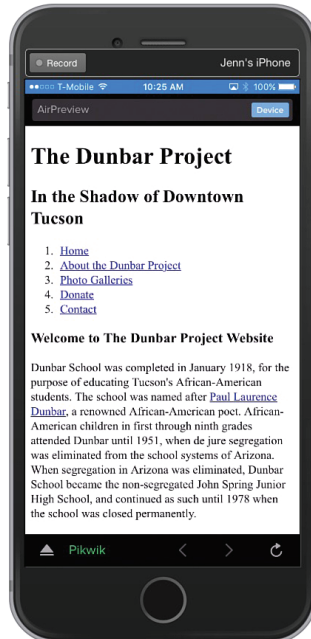 Record
Jenn's iPhone
T-Mobile 10:25 AM 100%
AirPreview
Device
The Dunbar Project
In the Shadow of Downtown
Tucson
1. Home
2. About the Dunbar Project
3. Photo Galleries
4. Donate
5. Contact
Welcome to The Dunbar Project Website
Dunbar School was completed in January 1918, for the
purpose of educating Tucson's African-American
students. The school was named after Paul Laurence
Dunbar, a renowned African-American poet. African-
American children in first through ninth grades
attended Dunbar until 1951, when de jure segregation
was eliminated from the school systems of Arizona.
When segregation in Arizona was eliminated, Dunbar
School became the non-segregated John Spring Junior
High School, and continued as such until 1978 when
the school was closed permanently.
Pikwik